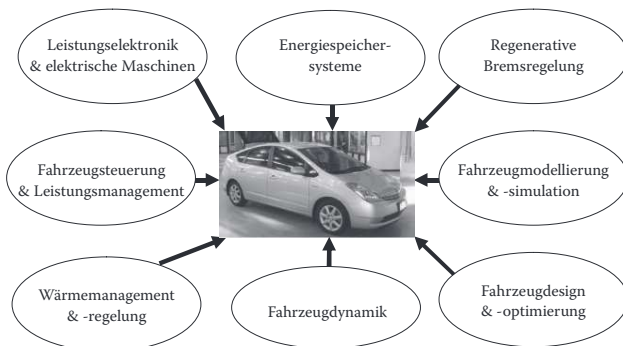 Leistungselektronik
& elektrische Maschinen
Energiespeicher-
systeme
Regenerative
Bremsregelung
Fahrzeugsteuerung
& Leistungsmanagement
Fahrzeugmodellierung
& -simulation
Wärmemanagement
& -regelung
Fahrzeugdynamik
Fahrzeugdesign
& -optimierung